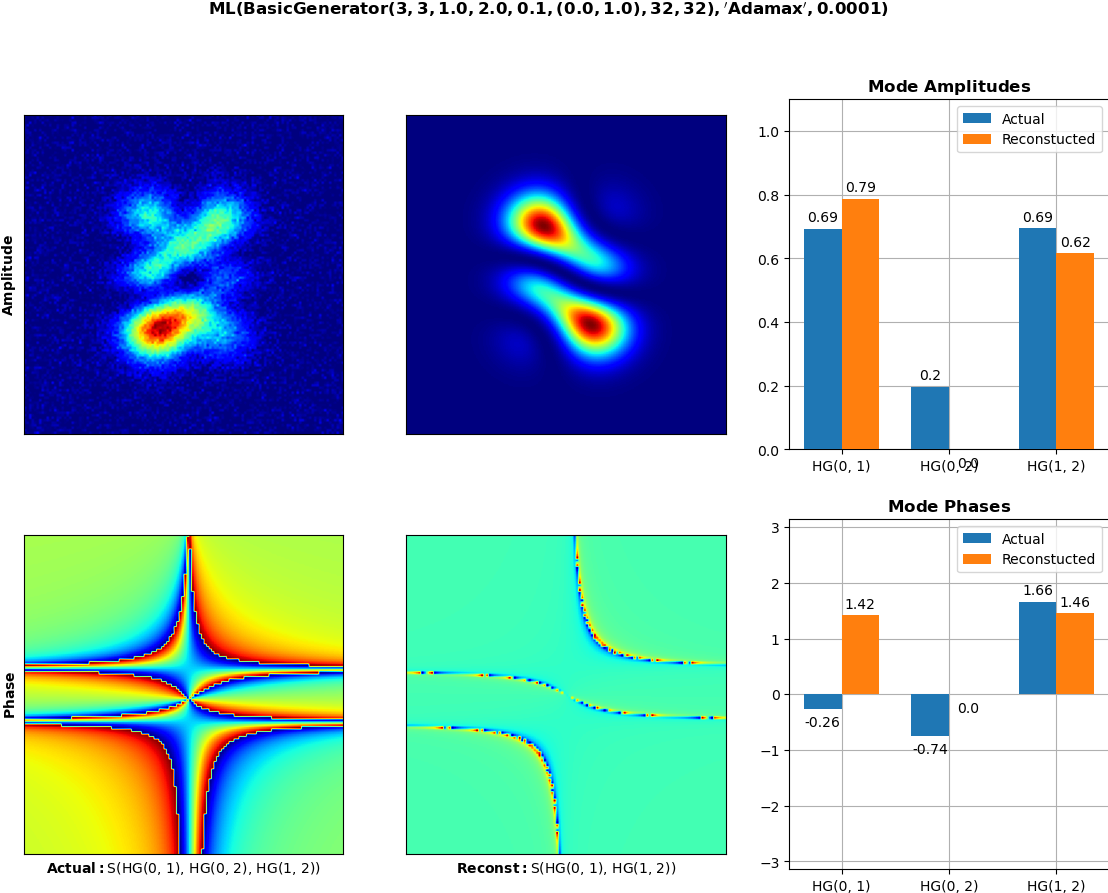 ML(BasicGenerator(3, 3, 1.0, 2.0, 0.1, (0.0, 1.0), 32, 32), 'Adamax', 0.0001)
Amplitude
Mode Amplitudes
Actual
Reconstucted
1.0
0.8
0.6
0.4
0.2
0.0
0.69
0.79
0.2
0.0
0.69
0.62
HG(0, 1)
HG(0, 2)
HG(1, 2)
Phase
Actual: S(HG(0, 1), HG(0, 2), HG(1, 2))
Reconst: S(HG(0, 1), HG(1, 2))
Mode Phases
Actual
Reconstucted
3
2
1
0
−1
−2
−3
-0.26
1.42
-0.74
0.0
1.66
1.46
HG(0, 1)
HG(0, 2)
HG(1, 2)